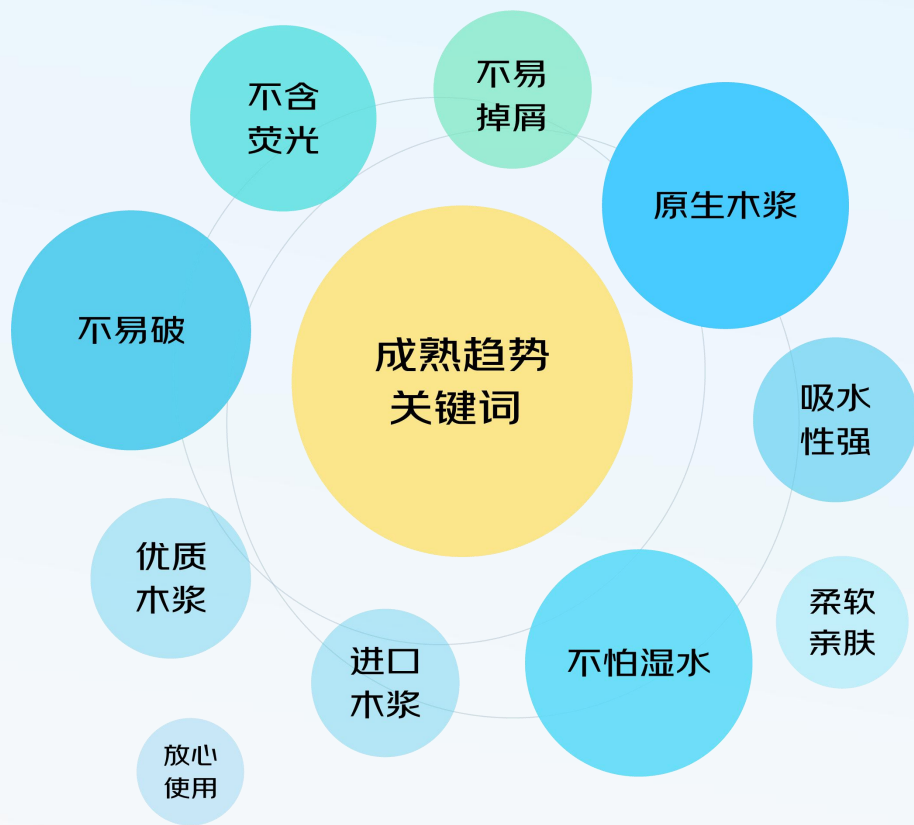 不易
掉屑
不含
荧光
原生木浆
不易破
成熟趋势
关键词
吸水
性强
优质
木浆
柔软
亲肤
进口
木浆
不怕湿水
放心
使用